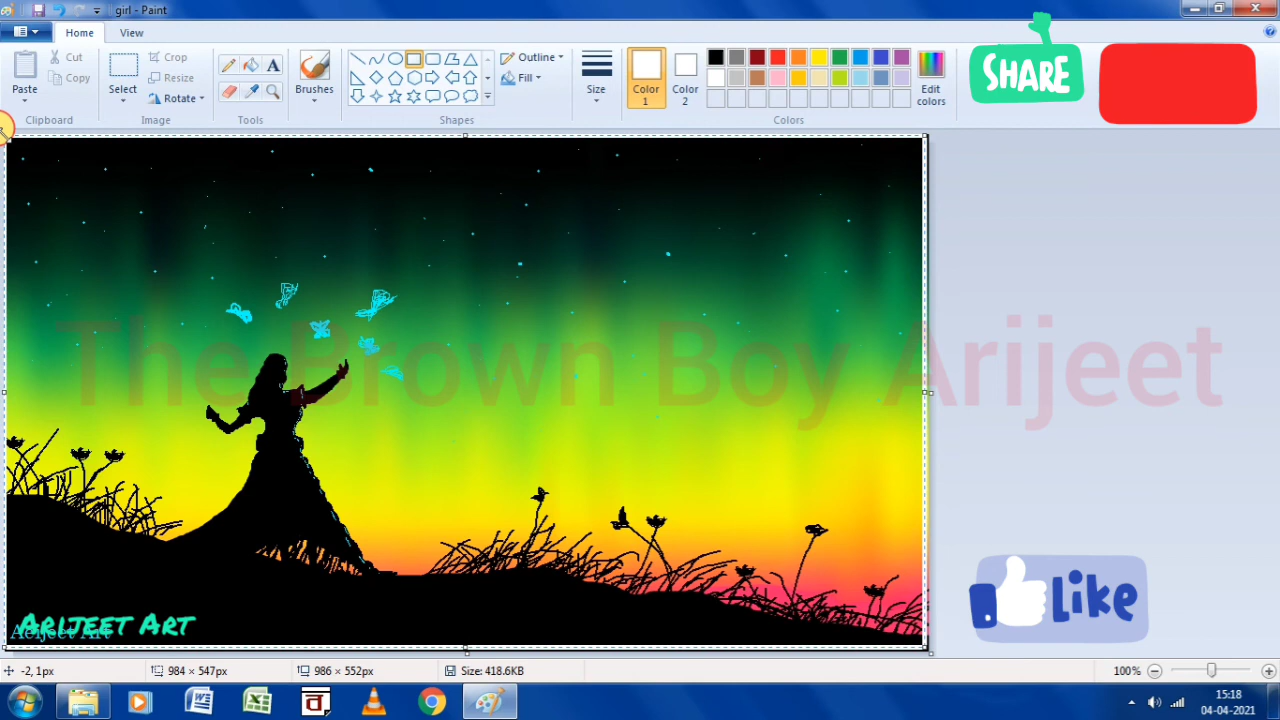 girl - Paint
Home View
Paste
Cut
Copy
Clipboard
Select
Crop
Resize
Rotate
Image
Tools
Brushes
Shapes
Outline
Fill
Size
Color 1
Color 2
Edit colors
Colors
SHARE
The Brown Boy Arijeet
ARIJEET ART
Arijeet Art
Like
-2, 1px
984 × 547px
986 × 552px
Size: 418.6KB
100%
15:18
04-04-2021